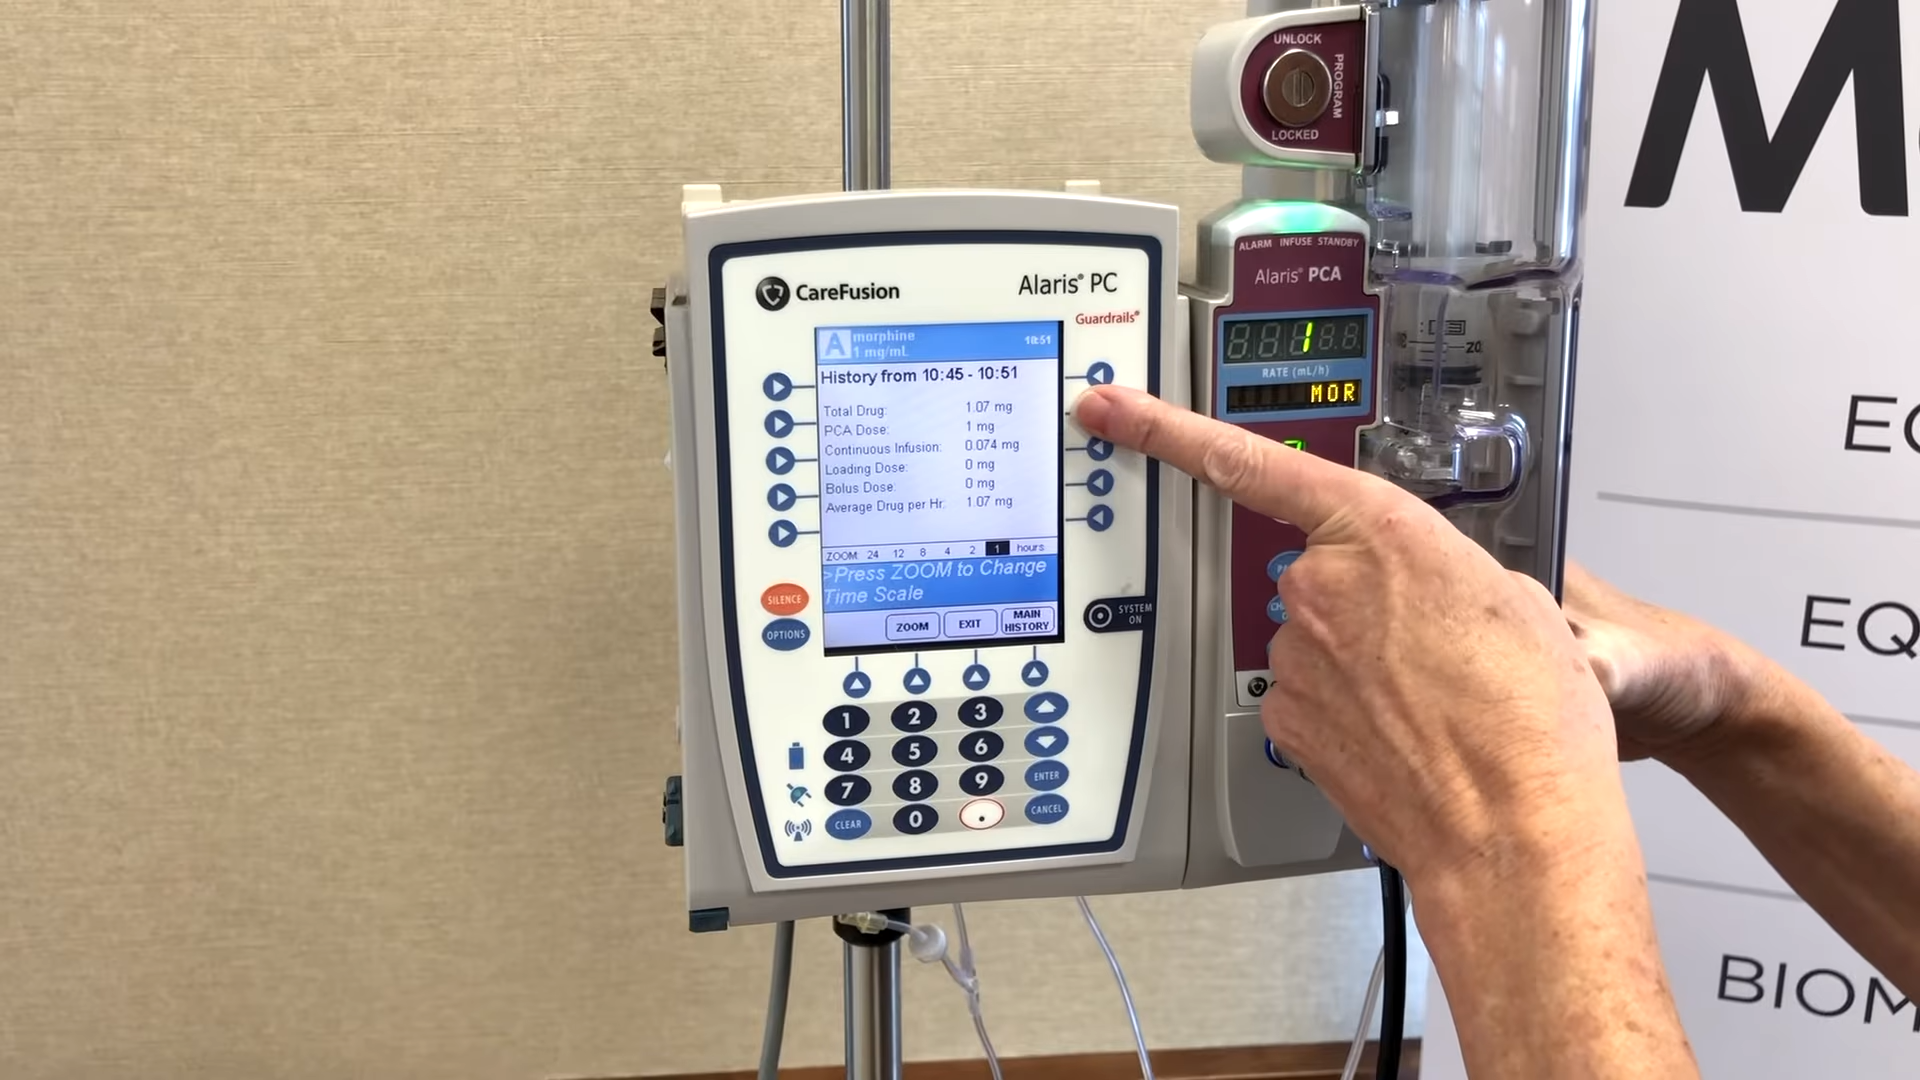 UNLOCK
PROGRAM
LOCKED
ALARM INFUSE STANDBY
Alaris® PCA
1
RATE (mL/h)
MOR
CareFusion
Alaris® PC
Guardrails®
A morphine
1 mg/mL
10:51
History from 10:45 - 10:51
Total Drug: 1.07 mg
PCA Dose: 1 mg
Continuous Infusion: 0.074 mg
Loading Dose: 0 mg
Bolus Dose: 0 mg
Average Drug per Hr: 1.07 mg
ZOOM 24 12 8 4 2 1 hours
>Press ZOOM to Change
Time Scale
ZOOM EXIT MAIN HISTORY
SILENCE
OPTIONS
SYSTEM ON
1 2 3
4 5 6
7 8 9
ENTER
CLEAR 0 . CANCEL
M
EQ
BIOM